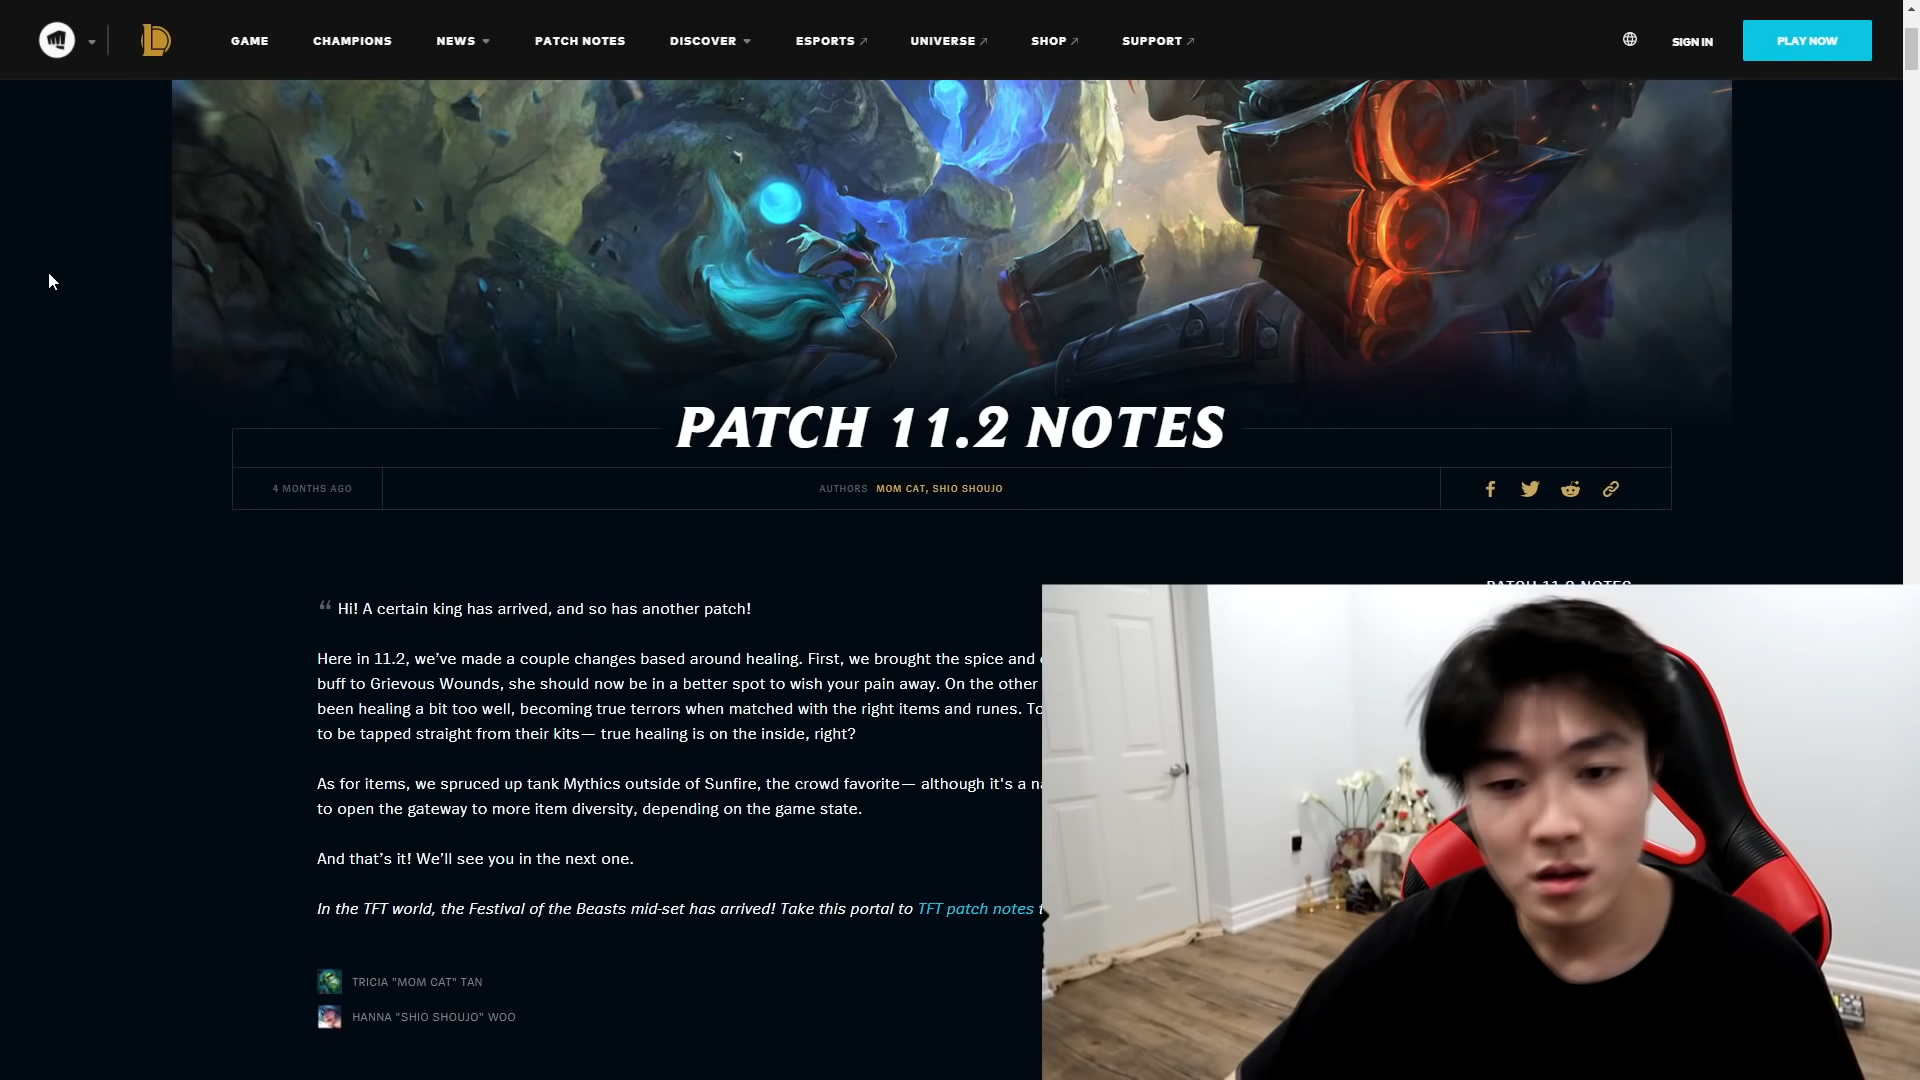 GAME
CHAMPIONS
NEWS
PATCH NOTES
DISCOVER
ESPORTS
UNIVERSE
SHOP
SUPPORT
SIGN IN
PLAY NOW
PATCH 11.2 NOTES
4 MONTHS AGO
AUTHORS MOM CAT, SHIO SHOUJO
PATCH 11.2 NOTES
“ Hi! A certain king has arrived, and so has another patch!
Here in 11.2, we’ve made a couple changes based around healing. First, we brought the spice and
buff to Grievous Wounds, she should now be in a better spot to wish your pain away. On the other
been healing a bit too well, becoming true terrors when matched with the right items and runes.
to be tapped straight from their kits— true healing is on the inside, right?
As for items, we spruced up tank Mythics outside of Sunfire, the crowd favorite— although it's a
to open the gateway to more item diversity, depending on the game state.
And that’s it! We’ll see you in the next one.
In the TFT world, the Festival of the Beasts mid-set has arrived! Take this portal to TFT patch notes
TRICIA "MOM CAT" TAN
HANNA "SHIO SHOUJO" WOO